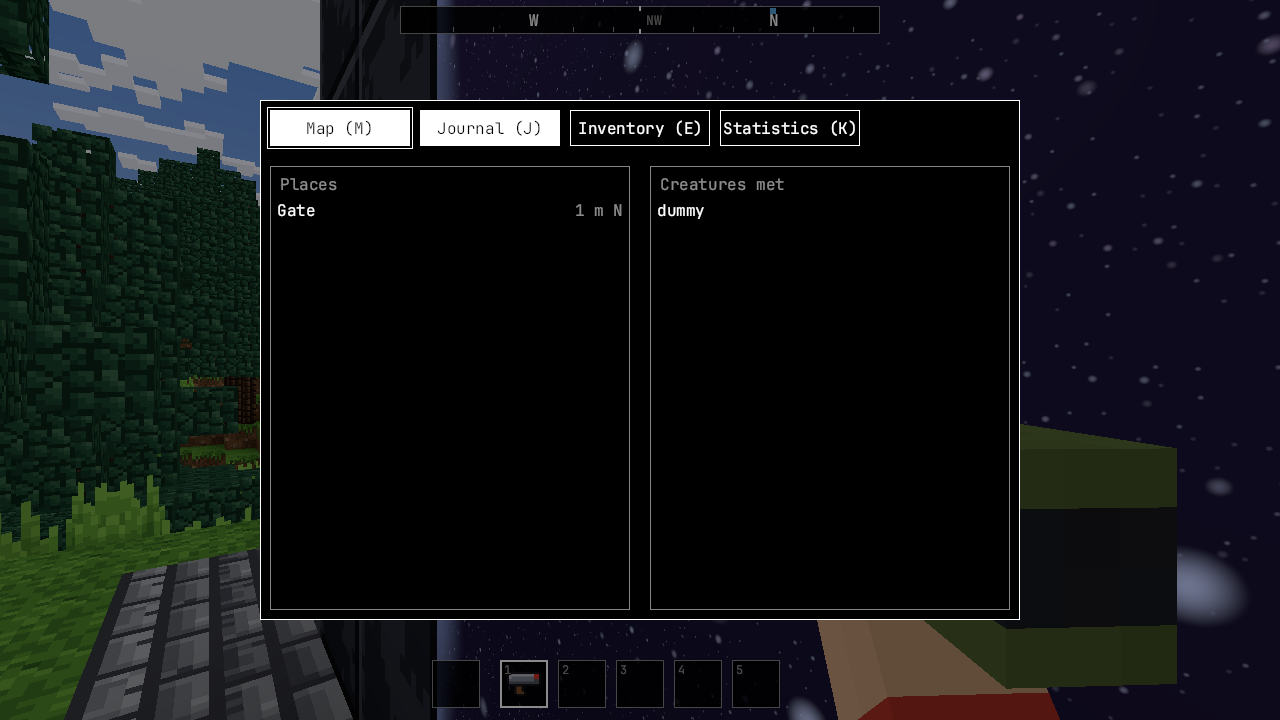 W NW N
Map (M) Journal (J) Inventory (E) Statistics (K)
Places
Gate 1 m N
Creatures met
dummy
1 2 3 4 5